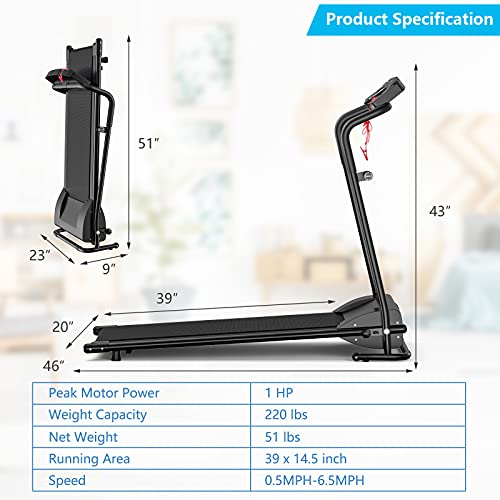 Product Specification
51”
23”
9”
43”
39”
20”
46”
Peak Motor Power 1 HP
Weight Capacity 220 lbs
Net Weight 51 lbs
Running Area 39 x 14.5 inch
Speed 0.5MPH-6.5MPH